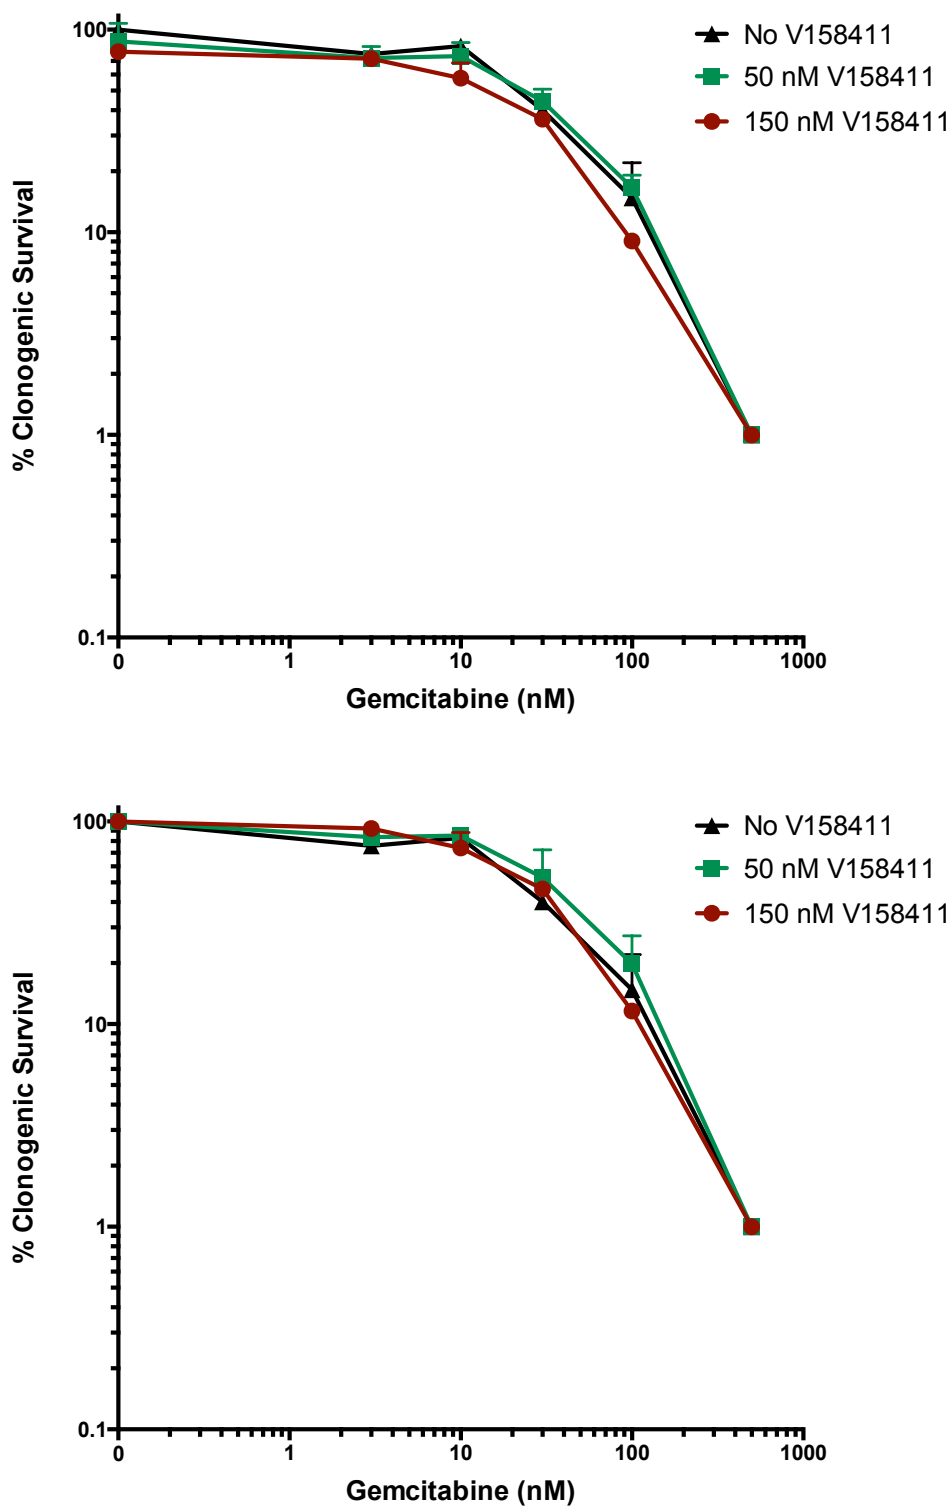 100
10
1
0.1
% Clonogenic Survival
0 1 10 100 1000
Gemcitabine (nM)
No V158411
50 nM V158411
150 nM V158411
100
10
1
0.1
% Clonogenic Survival
0 1 10 100 1000
Gemcitabine (nM)
No V158411
50 nM V158411
150 nM V158411